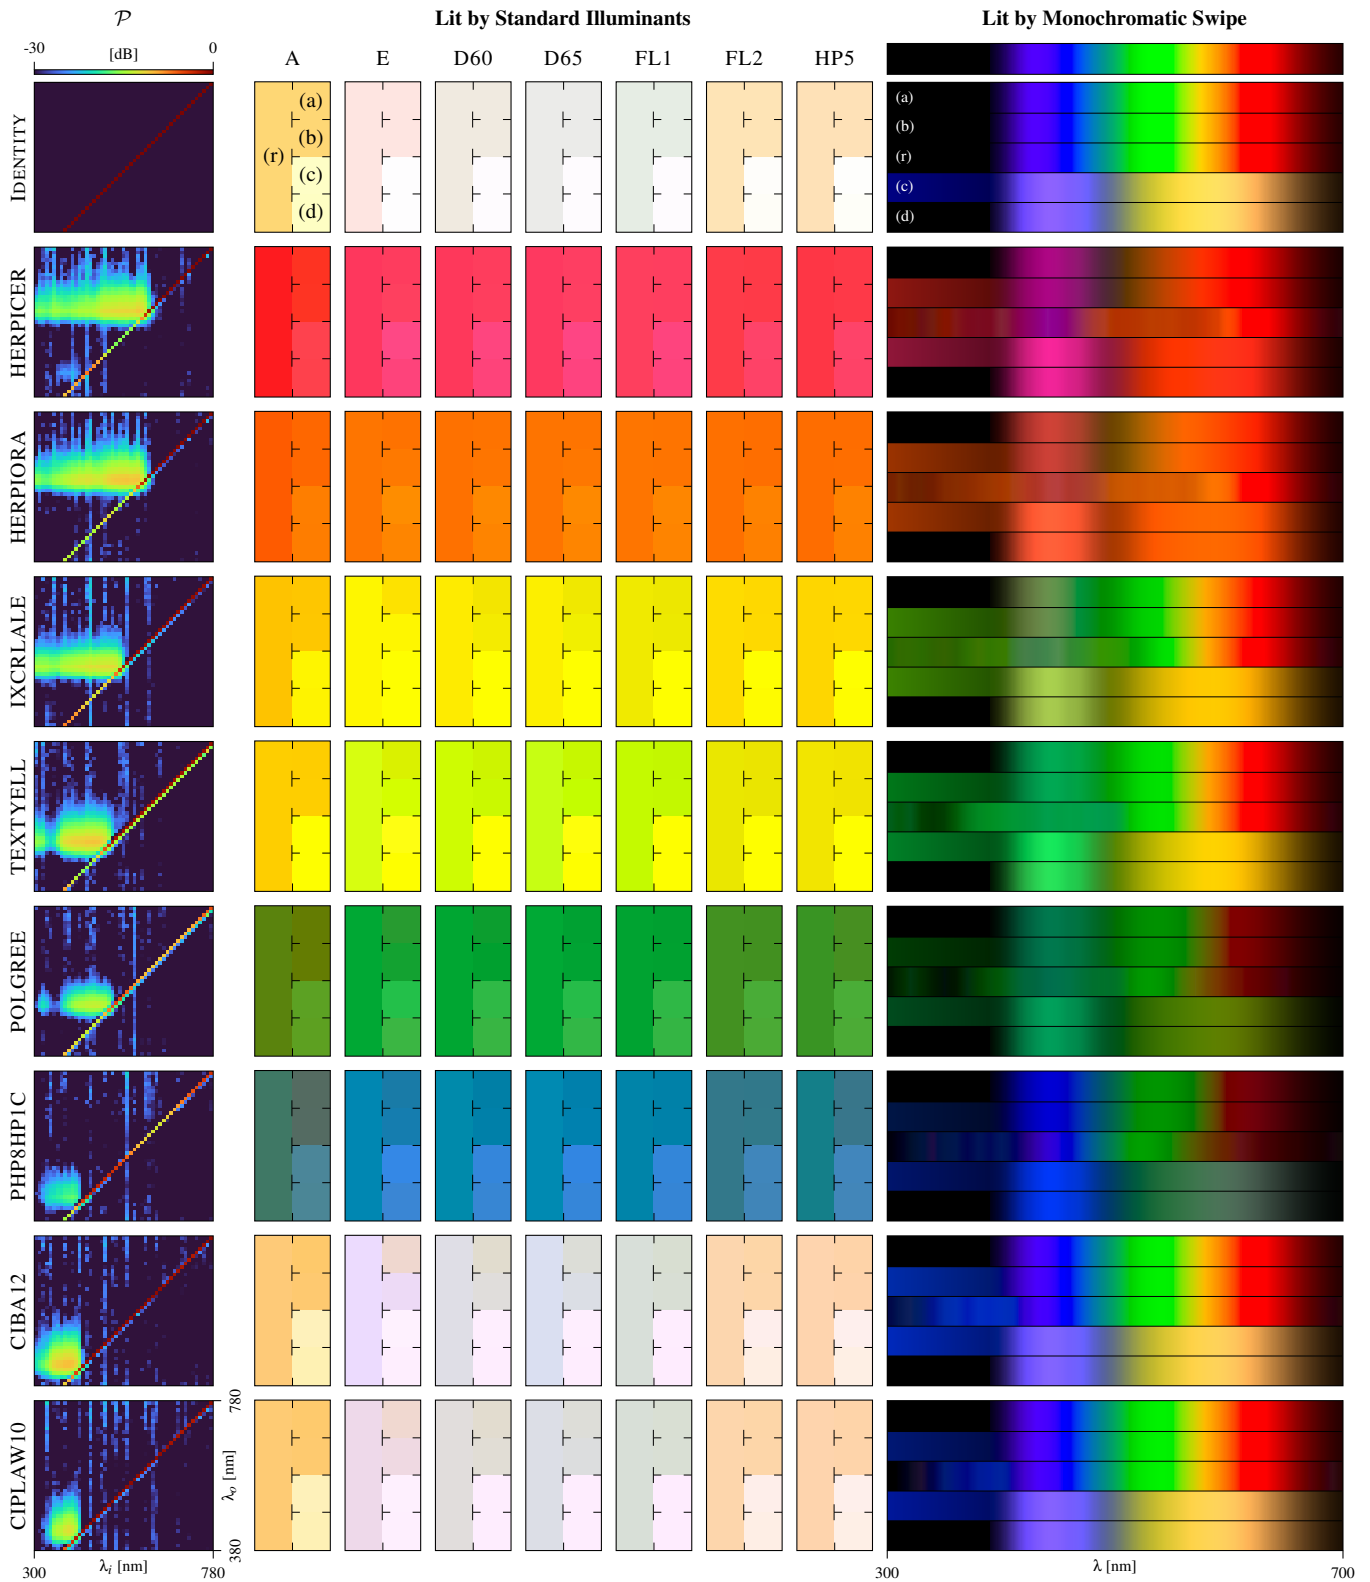 𝒫
Lit by Standard Illuminants
Lit by Monochromatic Swipe
-30
[dB]
0
A
E
D60
D65
FL1
FL2
HP5
IDENTITY
(a)
(b)
(r)
(c)
(d)
(a)
(b)
(r)
(c)
(d)
HERPICER
HERPIORA
IXCRLALE
TEXTYELL
POLGREE
PHP8HP1C
CIBA12
CIPLAW10
780
λo [nm]
380
300
λi [nm]
780
300
λ [nm]
700